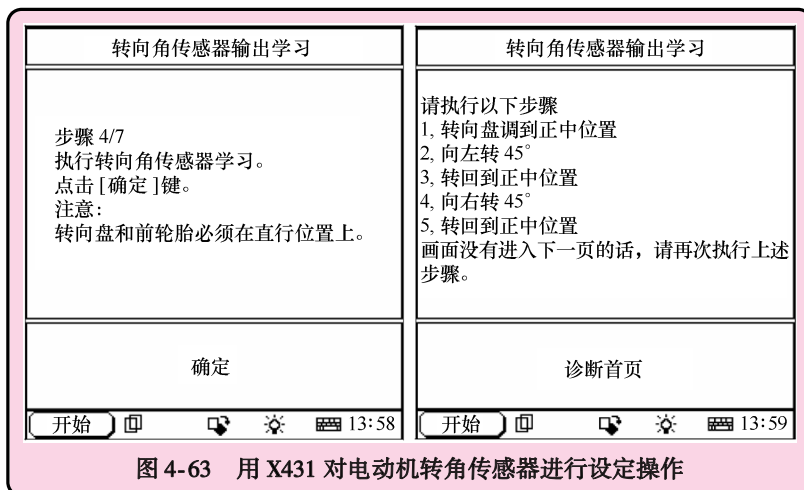 转向角传感器输出学习
步骤 4/7
执行转向角传感器学习。
点击 [确定 ]键。
注意：
转向盘和前轮胎必须在直行位置上。
确定
开始 13:58
转向角传感器输出学习
请执行以下步骤
1, 转向盘调到正中位置
2, 向左转 45°
3, 转回到正中位置
4, 向右转 45°
5, 转回到正中位置
画面没有进入下一页的话，请再次执行上述
步骤。
诊断首页
开始 13:59
图 4-63 用 X431 对电动机转角传感器进行设定操作